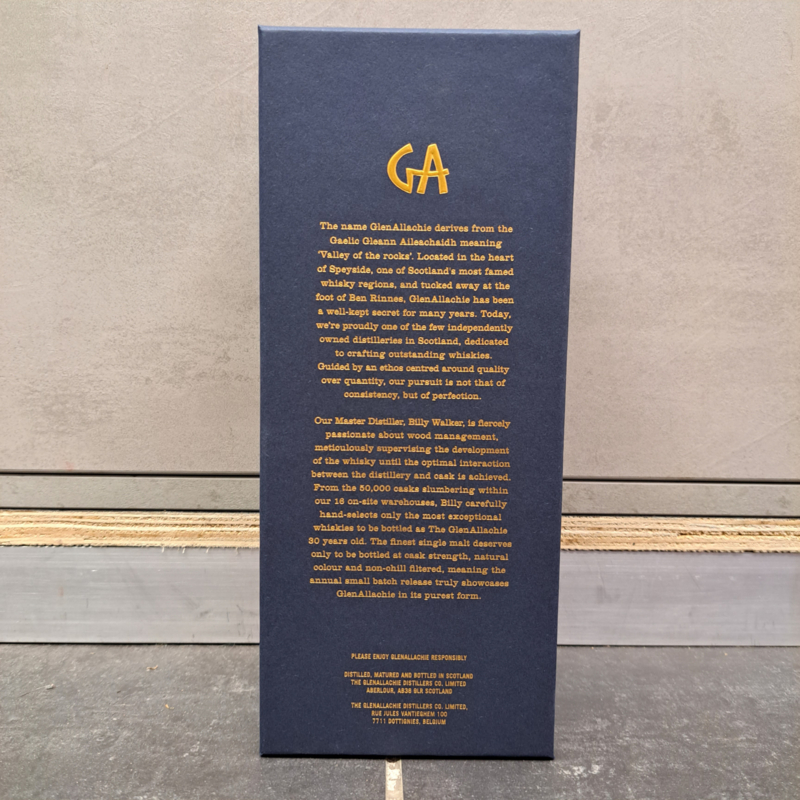 GA
The name GlenAllachie derives from the
Gaelic Gleann Aileachaidh meaning
'Valley of the rocks'. Located in the heart
of Speyside, one of Scotland's most famed
whisky regions, and tucked away at the
foot of Ben Rinnes, GlenAllachie has been
a well-kept secret for many years. Today,
we're proudly one of the few independently
owned distilleries in Scotland, dedicated
to crafting outstanding whiskies.
Guided by an ethos centred around quality
over quantity, our pursuit is not that of
consistency, but of perfection.
Our Master Distiller, Billy Walker, is fiercely
passionate about wood management,
meticulously supervising the development
of the whisky until the optimal interaction
between the distillery and cask is achieved.
From the 50,000 casks slumbering within
our 16 on-site warehouses, Billy carefully
hand-selects only the most exceptional
whiskies to be bottled as The GlenAllachie
30 years old. The finest single malt deserves
only to be bottled at cask strength, natural
colour and non-chill filtered, meaning the
annual small batch release truly showcases
GlenAllachie in its purest form.
PLEASE ENJOY GLENALLACHIE RESPONSIBLY
DISTILLED, MATURED AND BOTTLED IN SCOTLAND
THE GLENALLACHIE DISTILLERS CO. LIMITED
ABERLOUR, AB38 9LR SCOTLAND
THE GLENALLACHIE DISTILLERS CO. LIMITED,
RUE JULES VANTIEGHEM 100
7711 DOTTIGNIES, BELGIUM